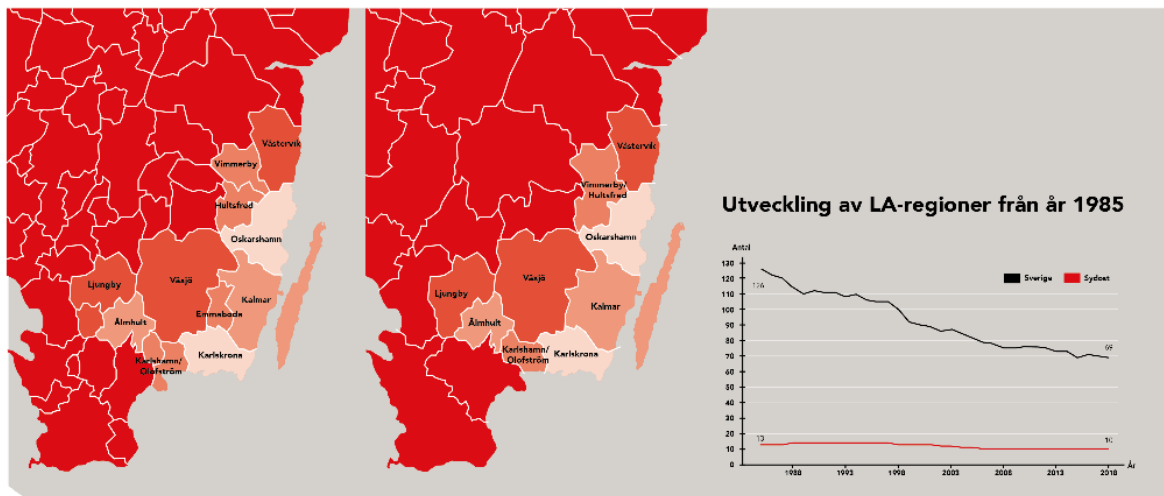 Västervik
Vimmerby
Hultsfred
Oskarshamn
Växjö
Ljungby
Kalmar
Älmhult
Emmaboda
Karlskrona
Karlshamn/
Olofström
Västervik
Vimmerby/
Hultsfred
Oskarshamn
Växjö
Ljungby
Kalmar
Älmhult
Karlskrona
Karlshamn/
Olofström
Utveckling av LA-regioner från år 1985
Antal
Sverige
Sydost
130
120
110
100
90
80
70
60
50
40
30
20
10
0
126
69
13
10
1988
1993
1998
2003
2008
2013
2018
År